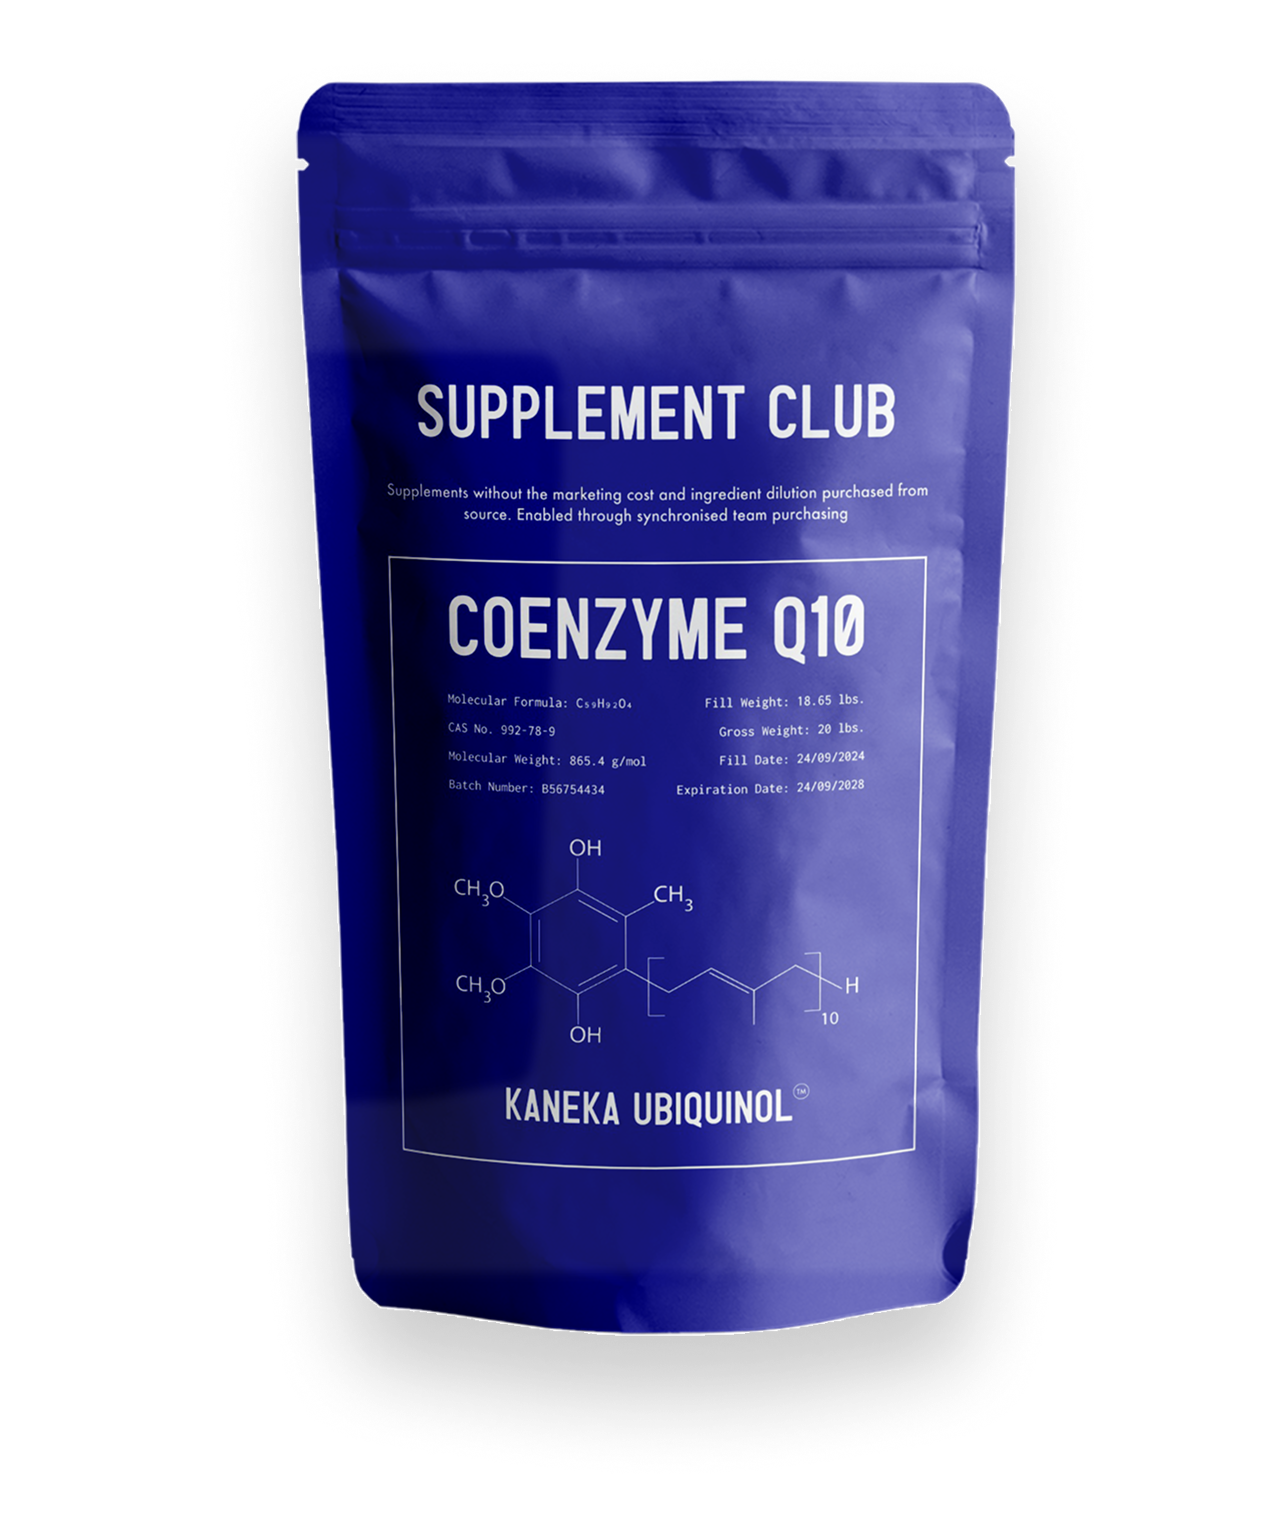 SUPPLEMENT CLUB
Supplements without the marketing cost and ingredient dilution purchased from
source. Enabled through synchronised team purchasing
COENZYME Q10
Molecular Formula: C₅₉H₉₂O₄
Fill Weight: 18.65 lbs.
CAS No. 992-78-9
Gross Weight: 20 lbs.
Molecular Weight: 865.4 g/mol
Fill Date: 24/09/2024
Batch Number: B56754434
Expiration Date: 24/09/2028
OH
CH₃O
CH₃
CH₃O
H
10
OH
KANEKA UBIQUINOL™